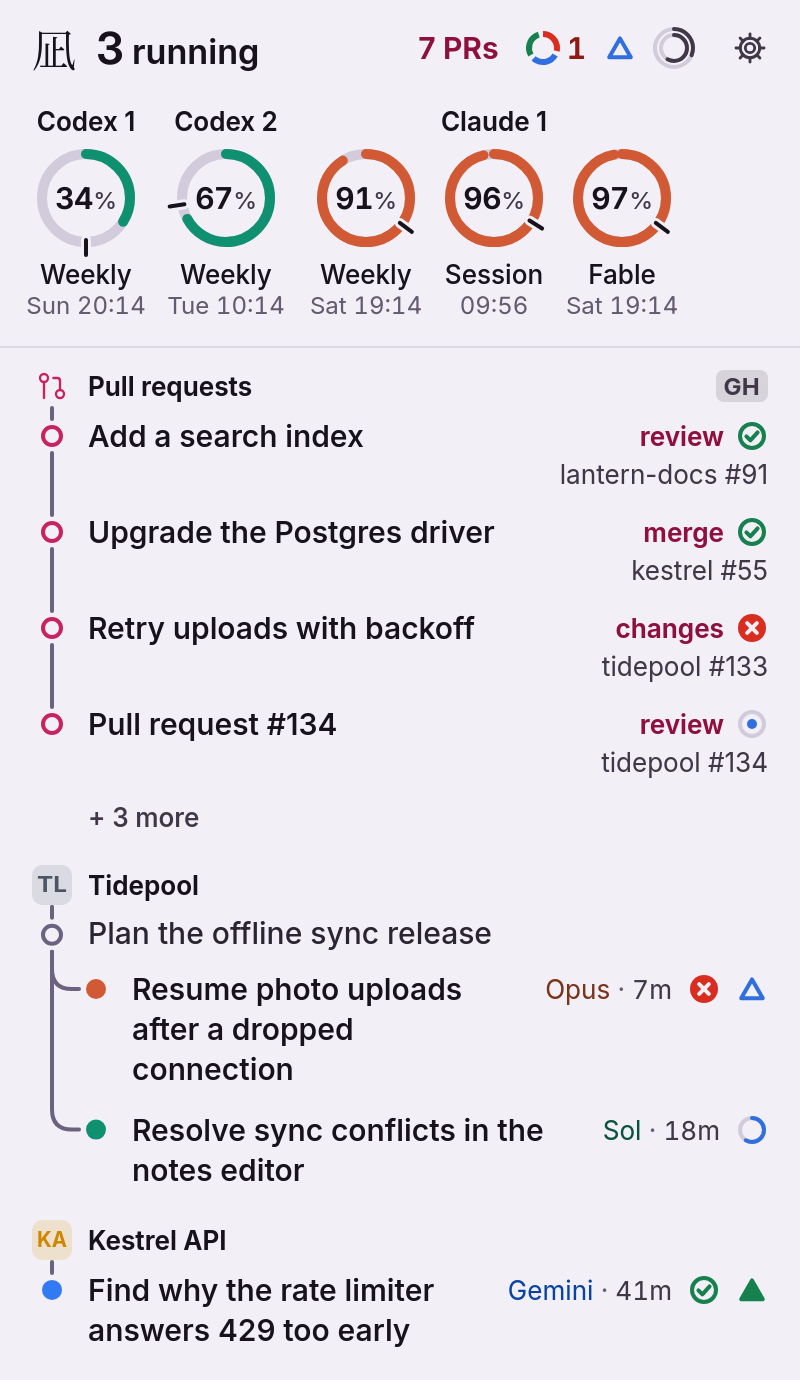 凪 3 running 7 PRs 1
Codex 1 Codex 2 Claude 1
34% 67% 91% 96% 97%
Weekly Weekly Weekly Session Fable
Sun 20:14 Tue 10:14 Sat 19:14 09:56 Sat 19:14
Pull requests GH
Add a search index review
lantern-docs #91
Upgrade the Postgres driver merge
kestrel #55
Retry uploads with backoff changes
tidepool #133
Pull request #134 review
tidepool #134
+ 3 more
TL Tidepool
Plan the offline sync release
Resume photo uploads Opus · 7m
after a dropped
connection
Resolve sync conflicts in the Sol · 18m
notes editor
KA Kestrel API
Find why the rate limiter Gemini · 41m
answers 429 too early